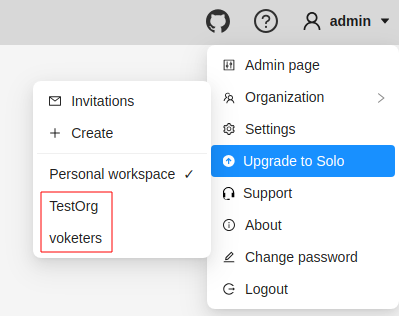 admin
Admin page
Organization
Settings
Upgrade to Solo
Support
About
Change password
Logout
Invitations
Create
Personal workspace
TestOrg
voketers